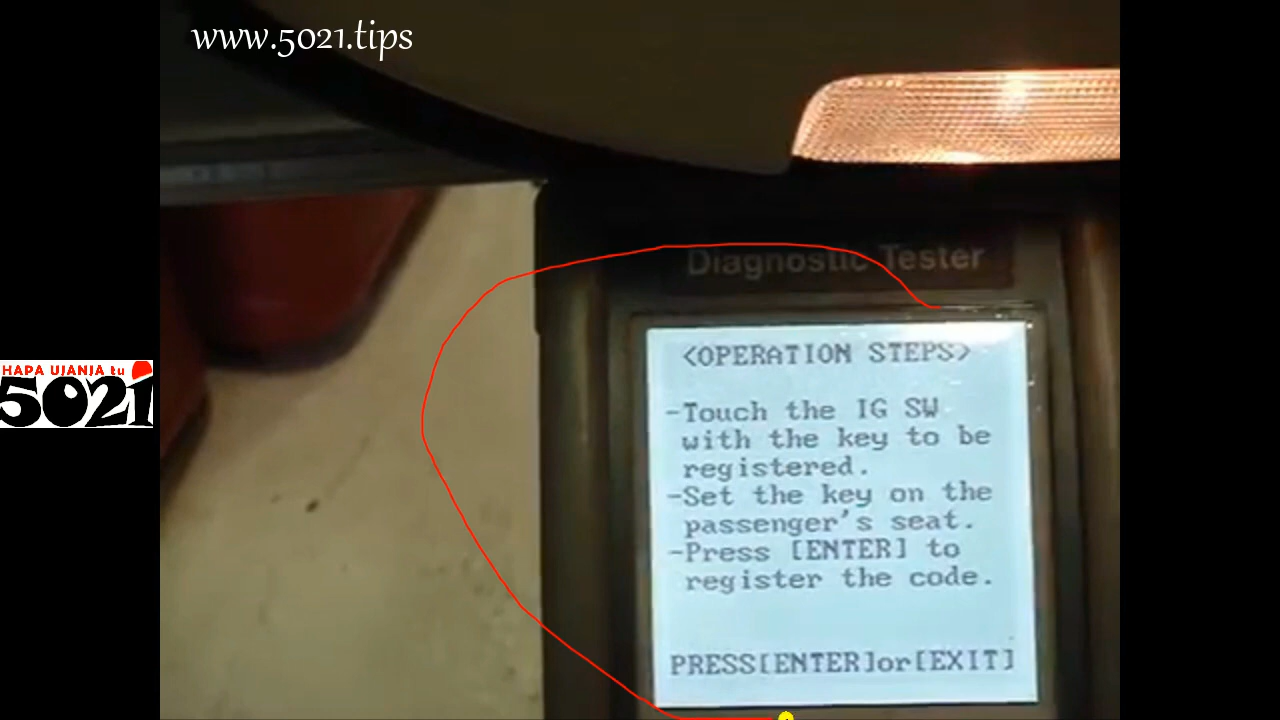 www.5021.tips
HAPA UJANJA tu
5021
Diagnostic Tester
<OPERATION STEPS>
-Touch the IG SW
with the key to be
registered.
-Set the key on the
passenger's seat.
-Press [ENTER] to
register the code.
PRESS[ENTER]or[EXIT]